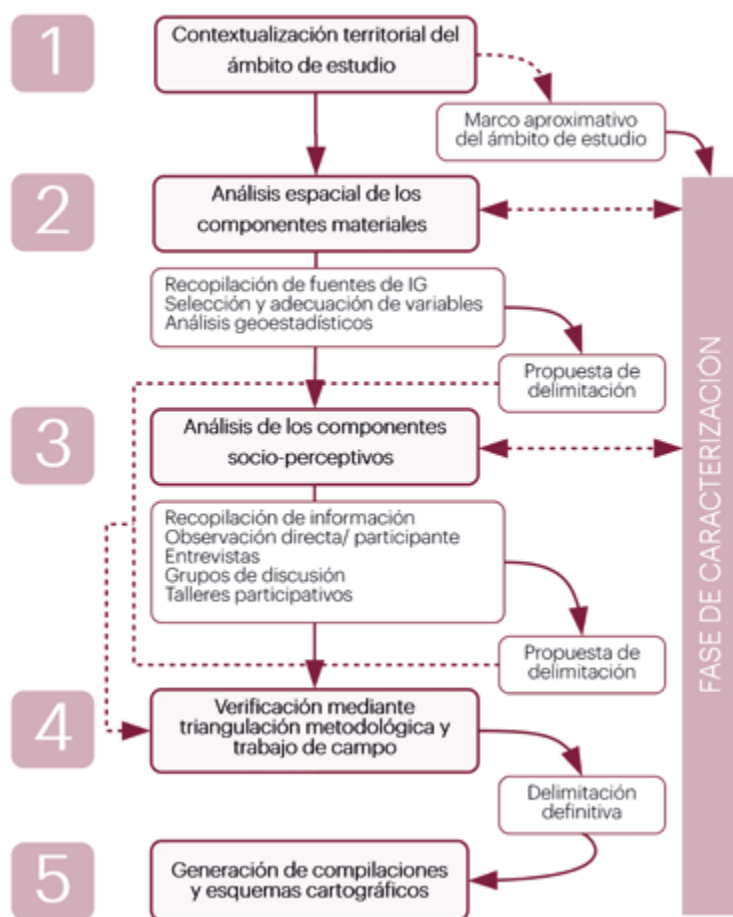 1
Contextualización territorial del
ámbito de estudio
Marco aproximativo
del ámbito de estudio
2
Análisis espacial de los
componentes materiales
Recopilación de fuentes de IG
Selección y adecuación de variables
Análisis geoestadísticos
Propuesta de
delimitación
3
Análisis de los componentes
socio-perceptivos
Recopilación de información
Observación directa/ participante
Entrevistas
Grupos de discusión
Talleres participativos
Propuesta de
delimitación
4
Verificación mediante
triangulación metodológica y
trabajo de campo
Delimitación
definitiva
5
Generación de compilaciones
y esquemas cartográficos
FASE DE CARACTERIZACIÓN